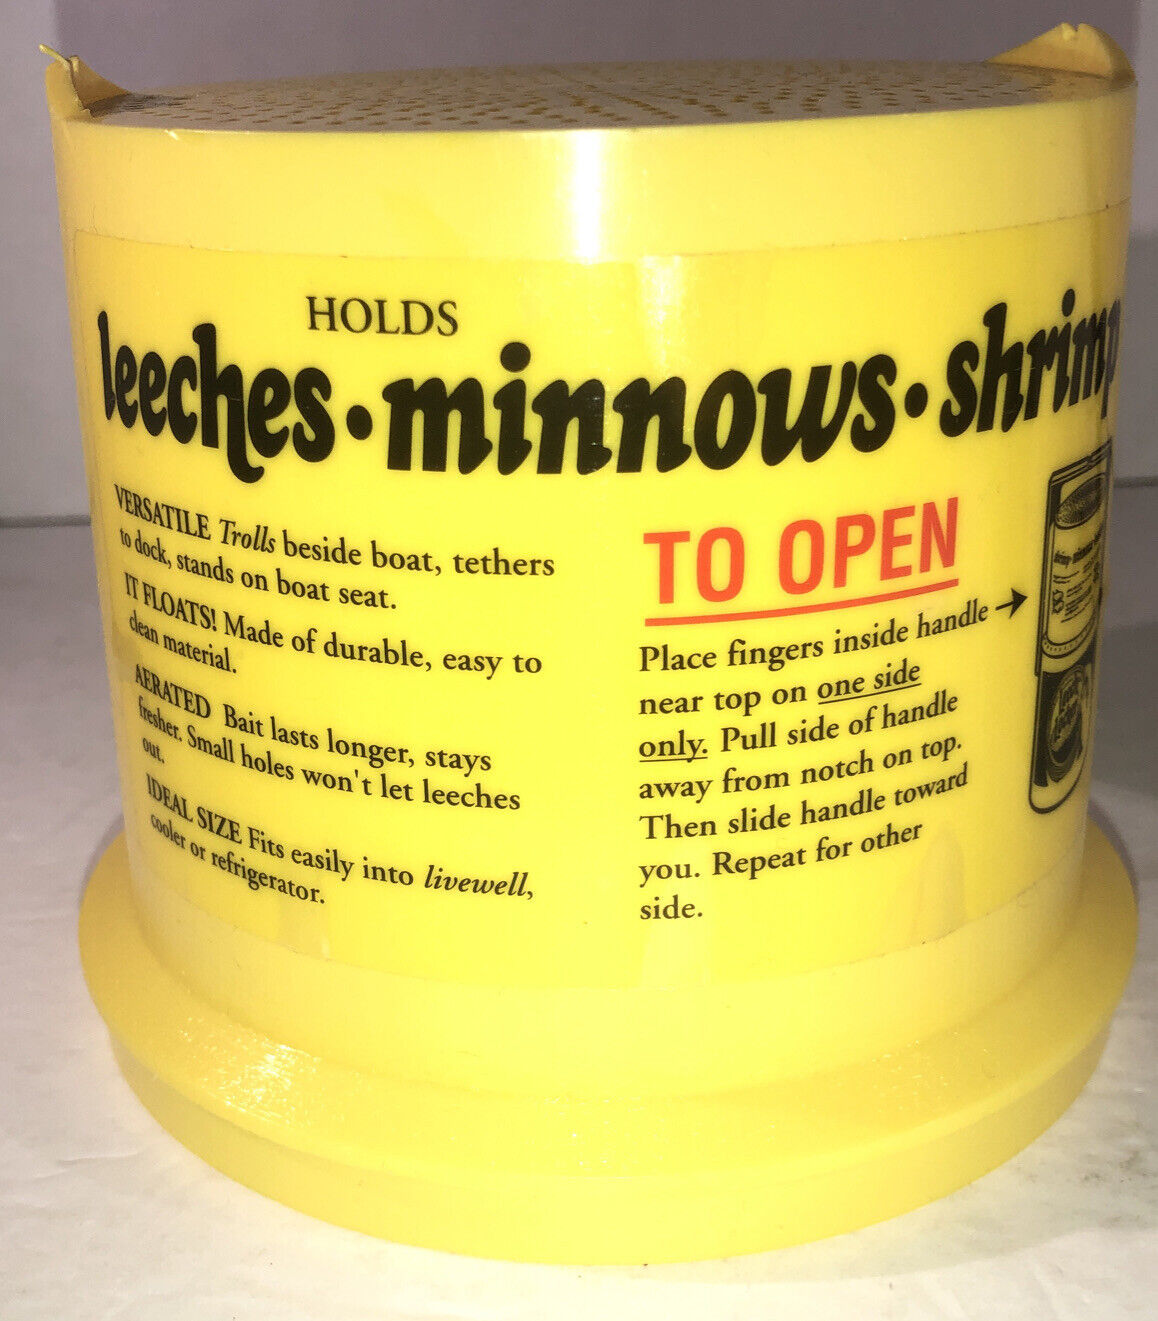 HOLDS
leeches • minnows • shrimp
VERSATILE Trolls beside boat, tethers
to dock, stands on boat seat.
IT FLOATS! Made of durable, easy to
clean material.
AERATED Bait lasts longer, stays
fresher. Small holes won't let leeches
out.
IDEAL SIZE Fits easily into livewell,
cooler or refrigerator.
TO OPEN
Place fingers inside handle
near top on one side
only. Pull side of handle
away from notch on top.
Then slide handle toward
you. Repeat for other
side.